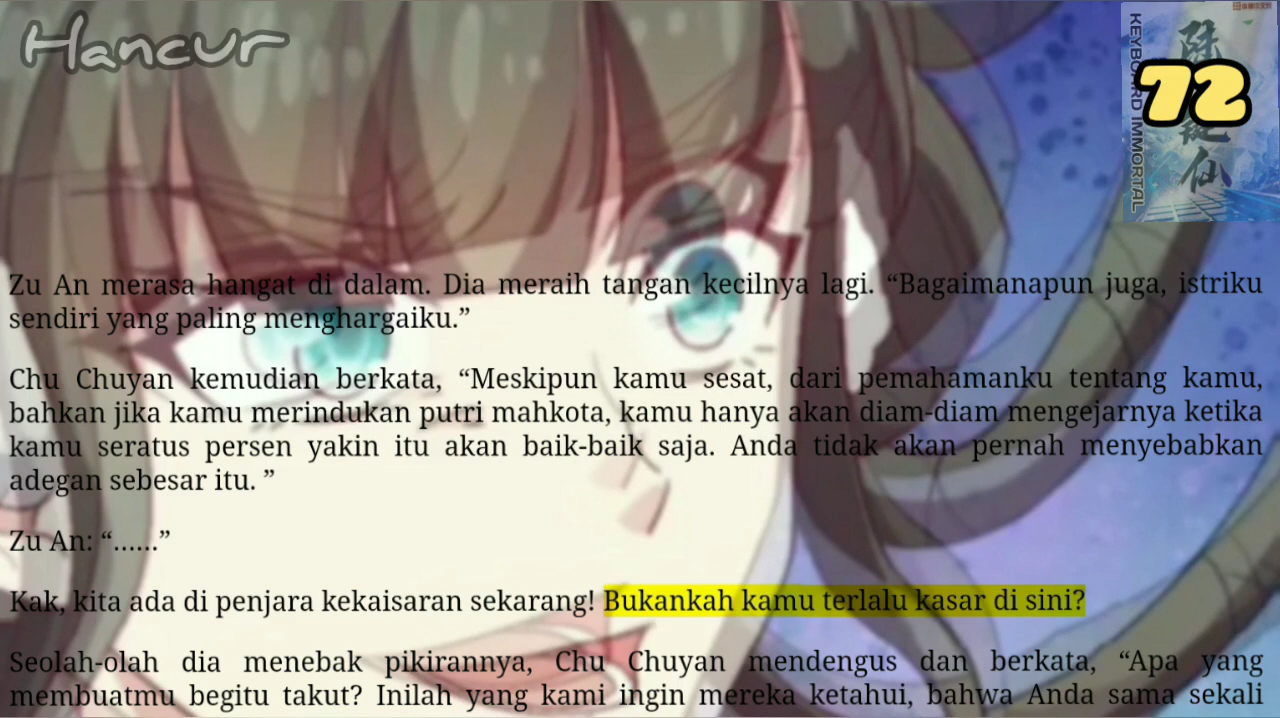 Hancur
72
KEYBOARD IMMORTAL
仙
Zu An merasa hangat di dalam. Dia meraih tangan kecilnya lagi. “Bagaimanapun juga, istriku
sendiri yang paling menghargaiku.”
Chu Chuyan kemudian berkata, “Meskipun kamu sesat, dari pemahamanku tentang kamu,
bahkan jika kamu merindukan putri mahkota, kamu hanya akan diam-diam mengejarnya ketika
kamu seratus persen yakin itu akan baik-baik saja. Anda tidak akan pernah menyebabkan
adegan sebesar itu. ”
Zu An: “......”
Kak, kita ada di penjara kekaisaran sekarang! Bukankah kamu terlalu kasar di sini?
Seolah-olah dia menebak pikirannya, Chu Chuyan mendengus dan berkata, “Apa yang
membuatmu begitu takut? Inilah yang kami ingin mereka ketahui, bahwa Anda sama sekali